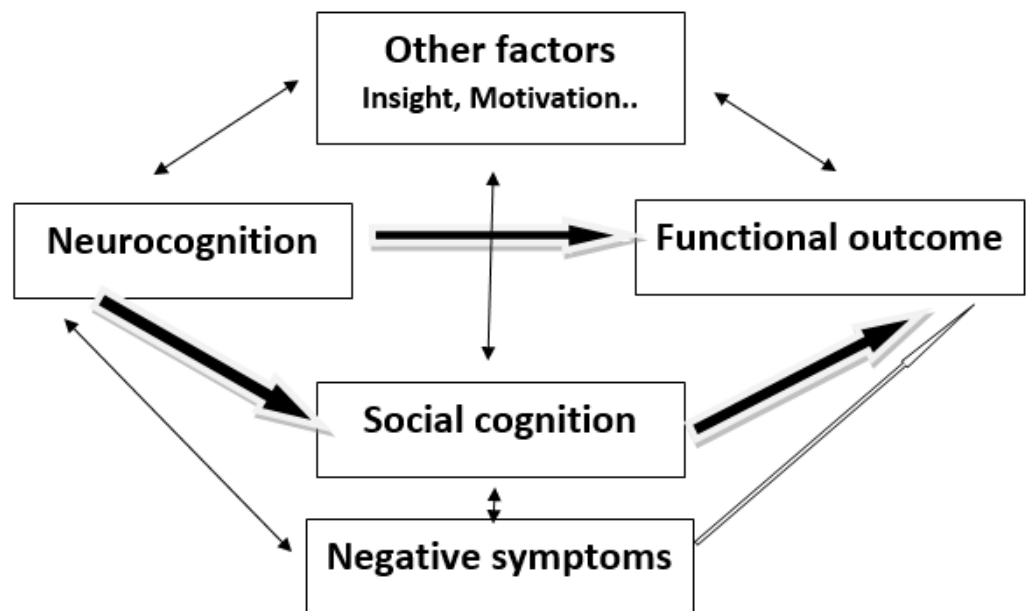 Other factors
Insight, Motivation..
Neurocognition
Functional outcome
Social cognition
Negative symptoms